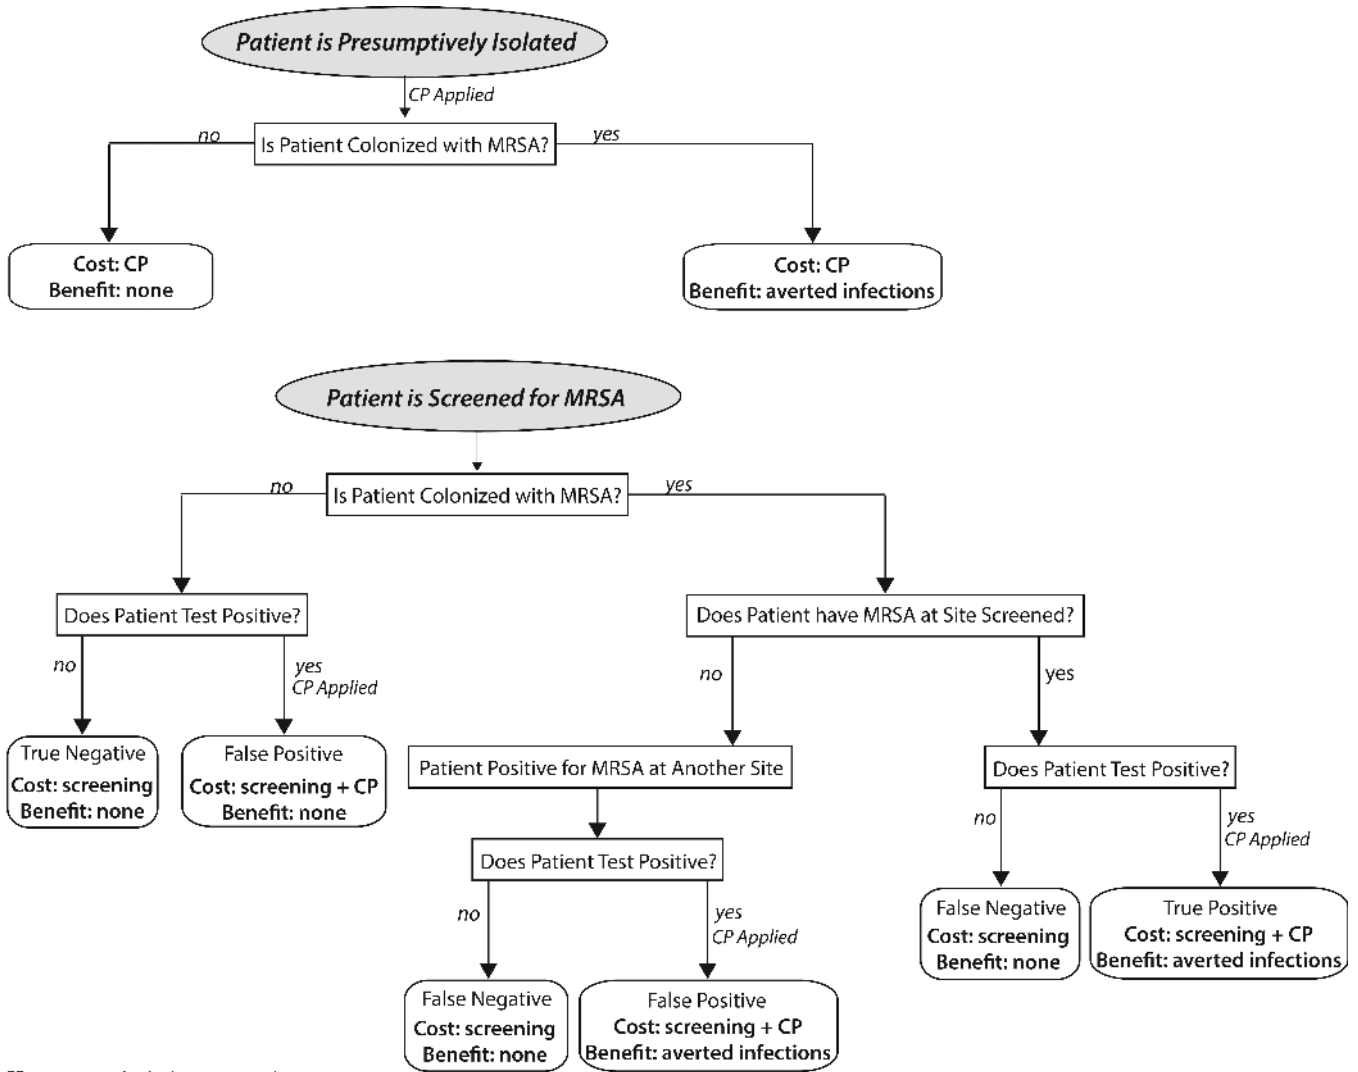 Patient is Presumptively Isolated
CP Applied
no
Is Patient Colonized with MRSA?
yes
Cost: CP
Benefit: none
Cost: CP
Benefit: averted infections
Patient is Screened for MRSA
no
Is Patient Colonized with MRSA?
yes
Does Patient Test Positive?
Does Patient have MRSA at Site Screened?
no
yes
CP Applied
no
yes
True Negative
Cost: screening
Benefit: none
False Positive
Cost: screening + CP
Benefit: none
Patient Positive for MRSA at Another Site
Does Patient Test Positive?
no
yes
CP Applied
Does Patient Test Positive?
no
yes
CP Applied
False Negative
Cost: screening
Benefit: none
True Positive
Cost: screening + CP
Benefit: averted infections
False Negative
Cost: screening
Benefit: none
False Positive
Cost: screening + CP
Benefit: averted infections